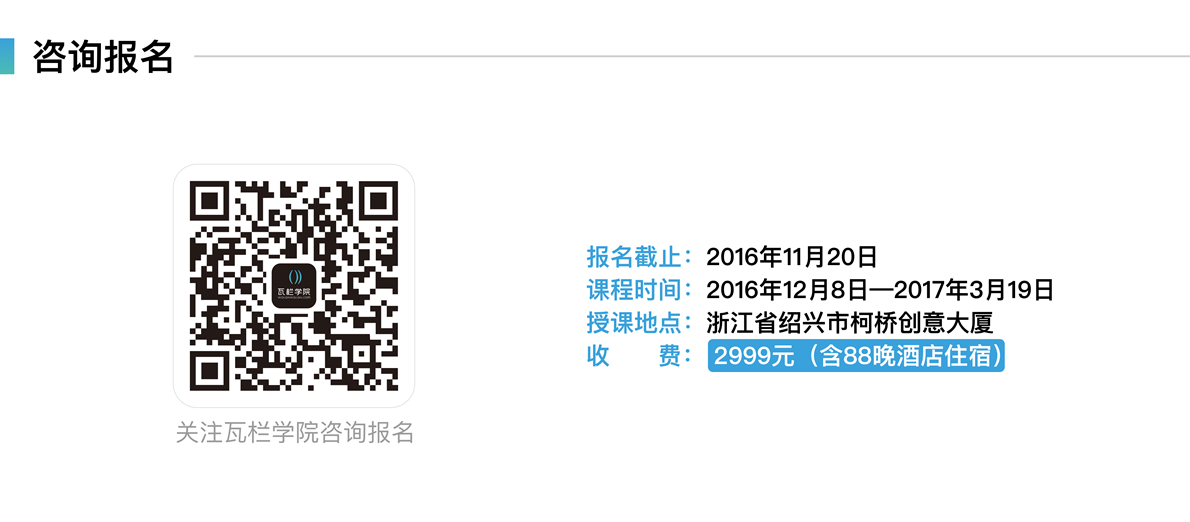 咨询报名
瓦栏学院
关注瓦栏学院咨询报名
报名截止：2016年11月20日
课程时间：2016年12月8日—2017年3月19日
授课地点：浙江省绍兴市柯桥创意大厦
收　　费：2999元（含88晚酒店住宿）